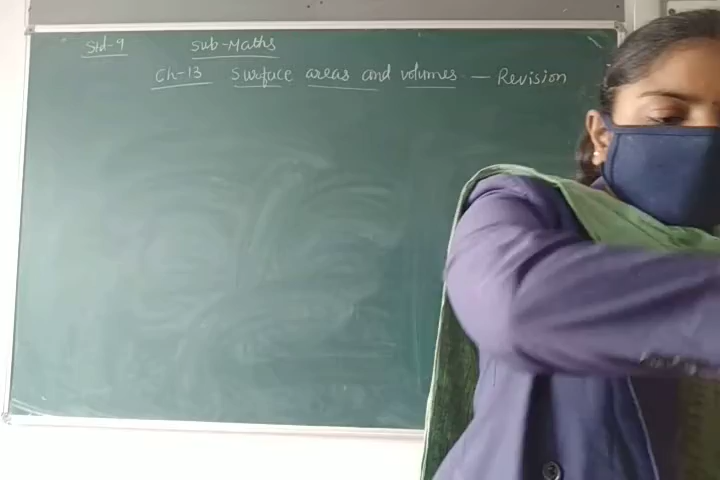 Std-9 Sub-Maths
Ch-13 Surface areas and volumes — Revision